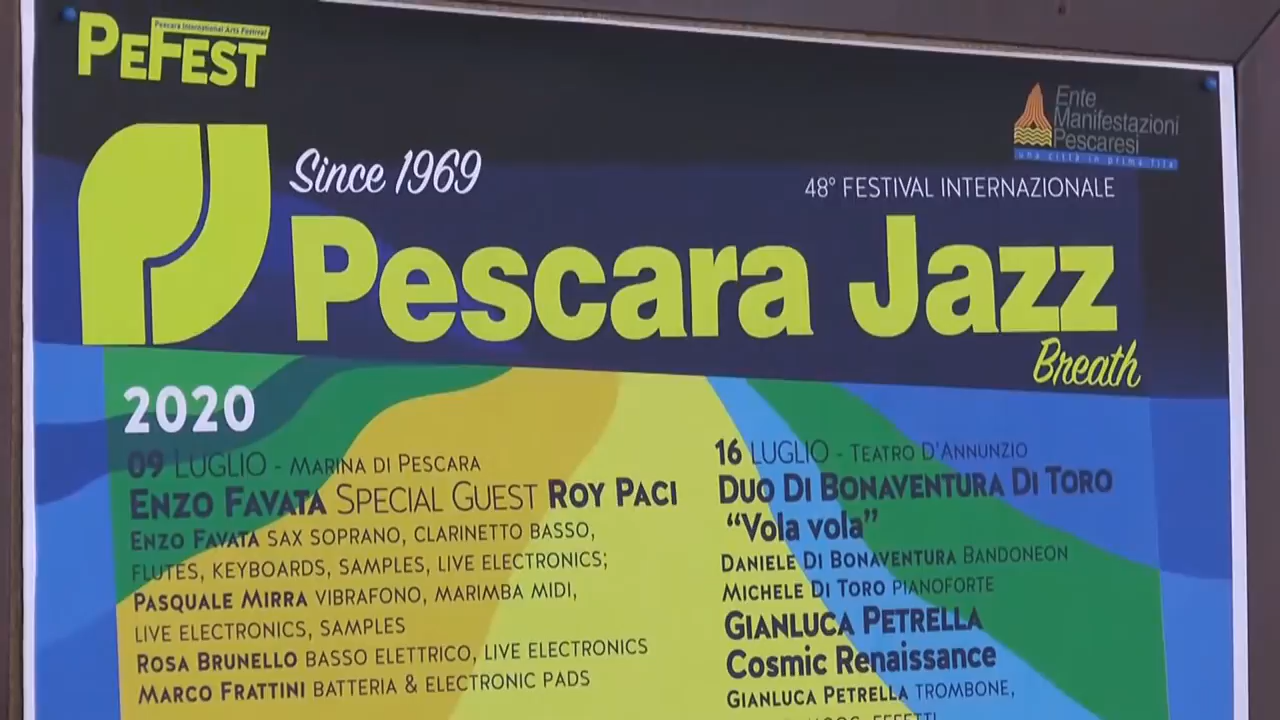 Pescara International Arts Festival
PEFEST
Ente
Manifestazioni
Pescaresi
una città in prima fila
Since 1969
48° FESTIVAL INTERNAZIONALE
Pescara Jazz
Breath
2020
09 LUGLIO - MARINA DI PESCARA
ENZO FAVATA SPECIAL GUEST ROY PACI
ENZO FAVATA SAX SOPRANO, CLARINETTO BASSO,
FLUTES, KEYBOARDS, SAMPLES, LIVE ELECTRONICS;
PASQUALE MIRRA VIBRAFONO, MARIMBA MIDI,
LIVE ELECTRONICS, SAMPLES
ROSA BRUNELLO BASSO ELETTRICO, LIVE ELECTRONICS
MARCO FRATTINI BATTERIA & ELECTRONIC PADS
16 LUGLIO - TEATRO D'ANNUNZIO
DUO DI BONAVENTURA DI TORO
“Vola vola”
DANIELE DI BONAVENTURA BANDONEON
MICHELE DI TORO PIANOFORTE
GIANLUCA PETRELLA
Cosmic Renaissance
GIANLUCA PETRELLA TROMBONE,